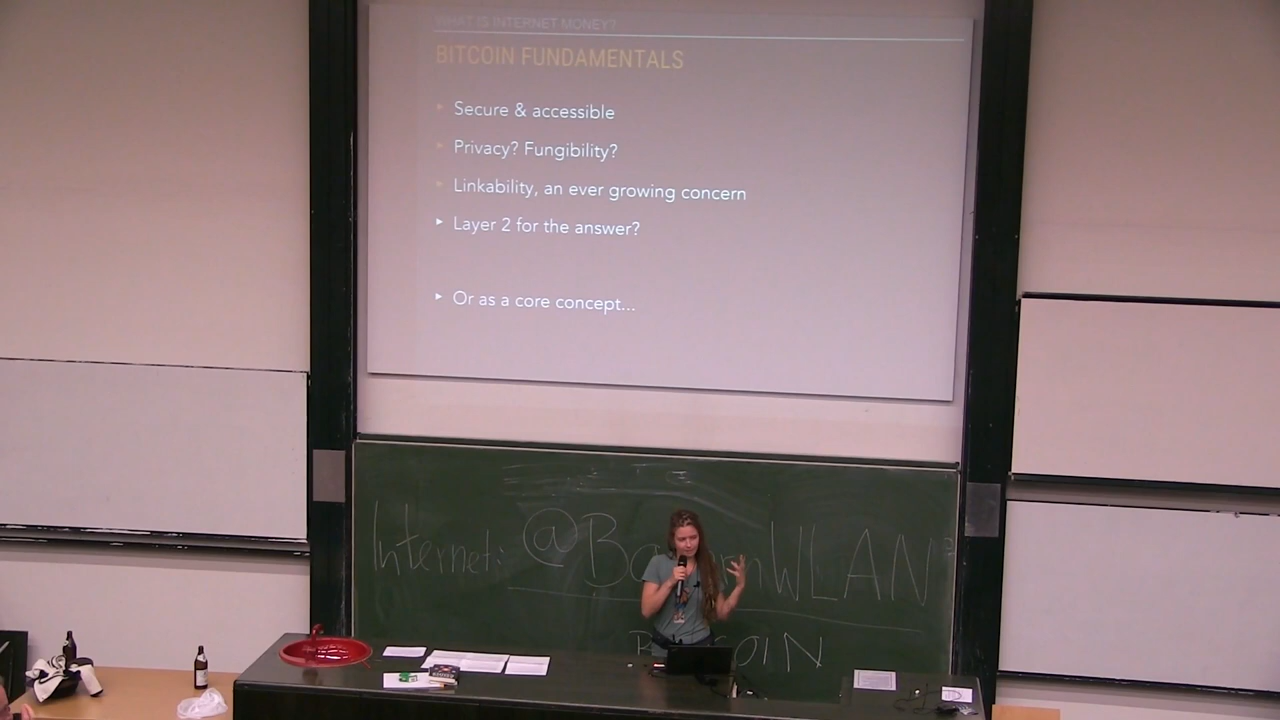 WHAT IS INTERNET MONEY?
BITCOIN FUNDAMENTALS
Secure & accessible
Privacy? Fungibility?
Linkability, an ever growing concern
Layer 2 for the answer?
Or as a core concept...
Internet: